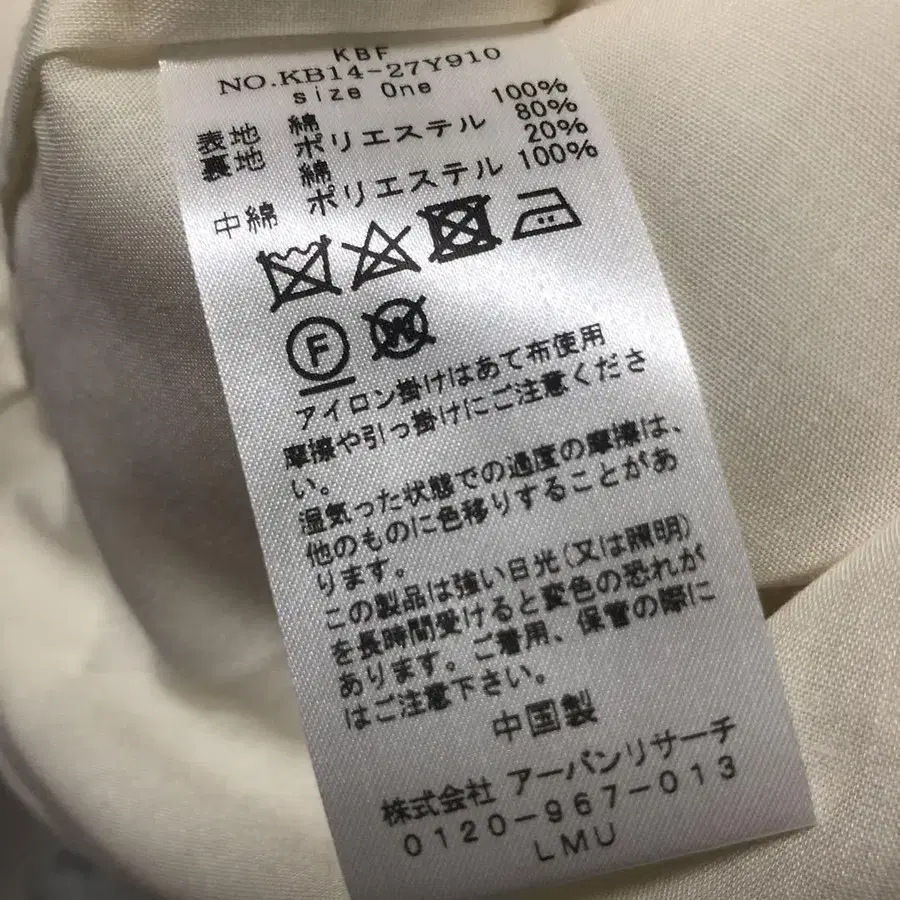 KBF
NO.KB14-27Y910
size One
表地 綿 100%
裏地 ポリエステル 80%
綿 20%
中綿 ポリエステル 100%
F
W
アイロン掛けはあて布使用
摩擦や引っ掛けにご注意くださ
い。
湿気った状態での過度の摩擦は、
他のものに色移りすることがあ
ります。
この製品は強い日光(又は照明)
を長時間受けると変色の恐れが
あります。ご着用、保管の際に
はご注意下さい。
中国製
株式会社 アーバンリサーチ
0120-967-013
LMU